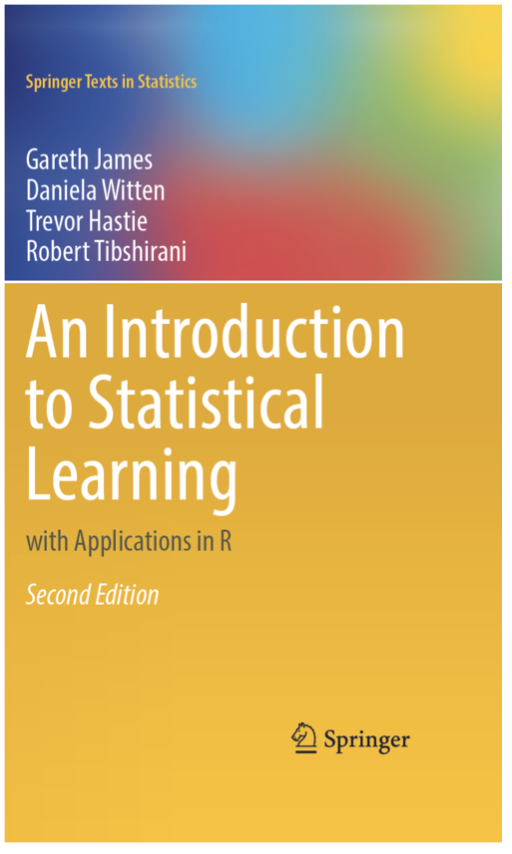 Springer Texts in Statistics
Gareth James
Daniela Witten
Trevor Hastie
Robert Tibshirani
An Introduction
to Statistical
Learning
with Applications in R
Second Edition
Springer